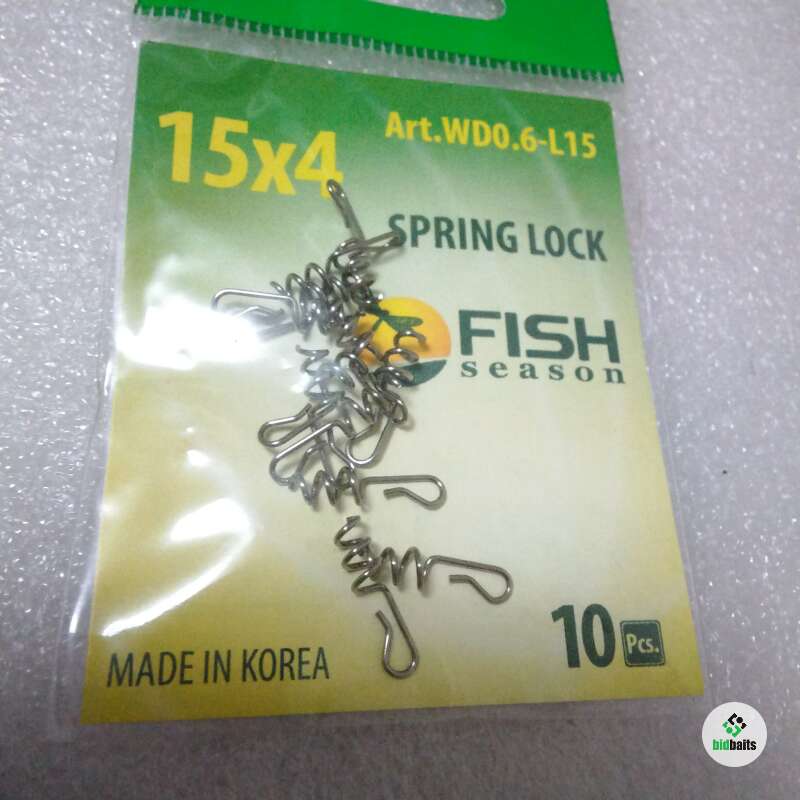 15x4
Art.WD0.6-L15
SPRING LOCK
FISH
season
MADE IN KOREA
10 Pcs.
bidbaits